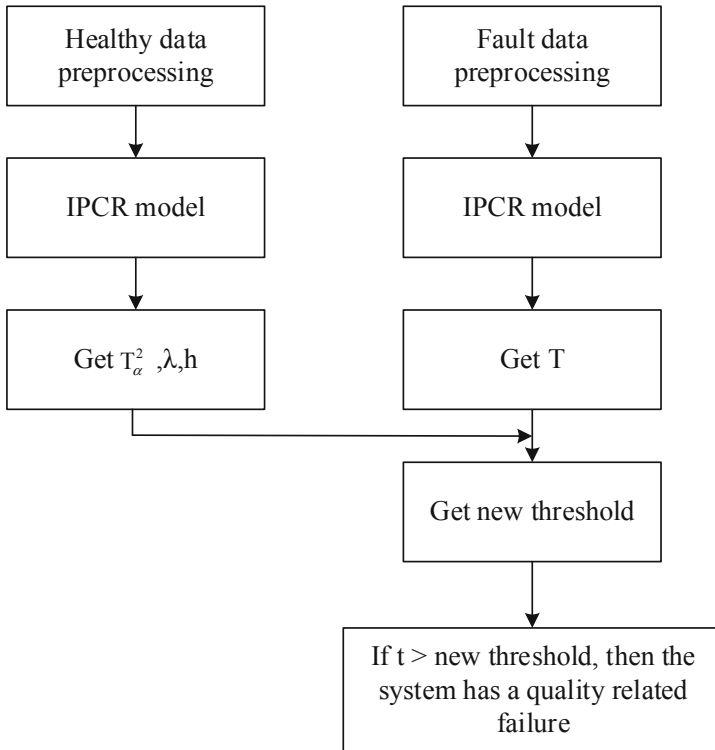 Healthy data
preprocessing
Fault data
preprocessing
IPCR model
IPCR model
Get T²α ,λ,h
Get T
Get new threshold
If t > new threshold, then the
system has a quality related
failure